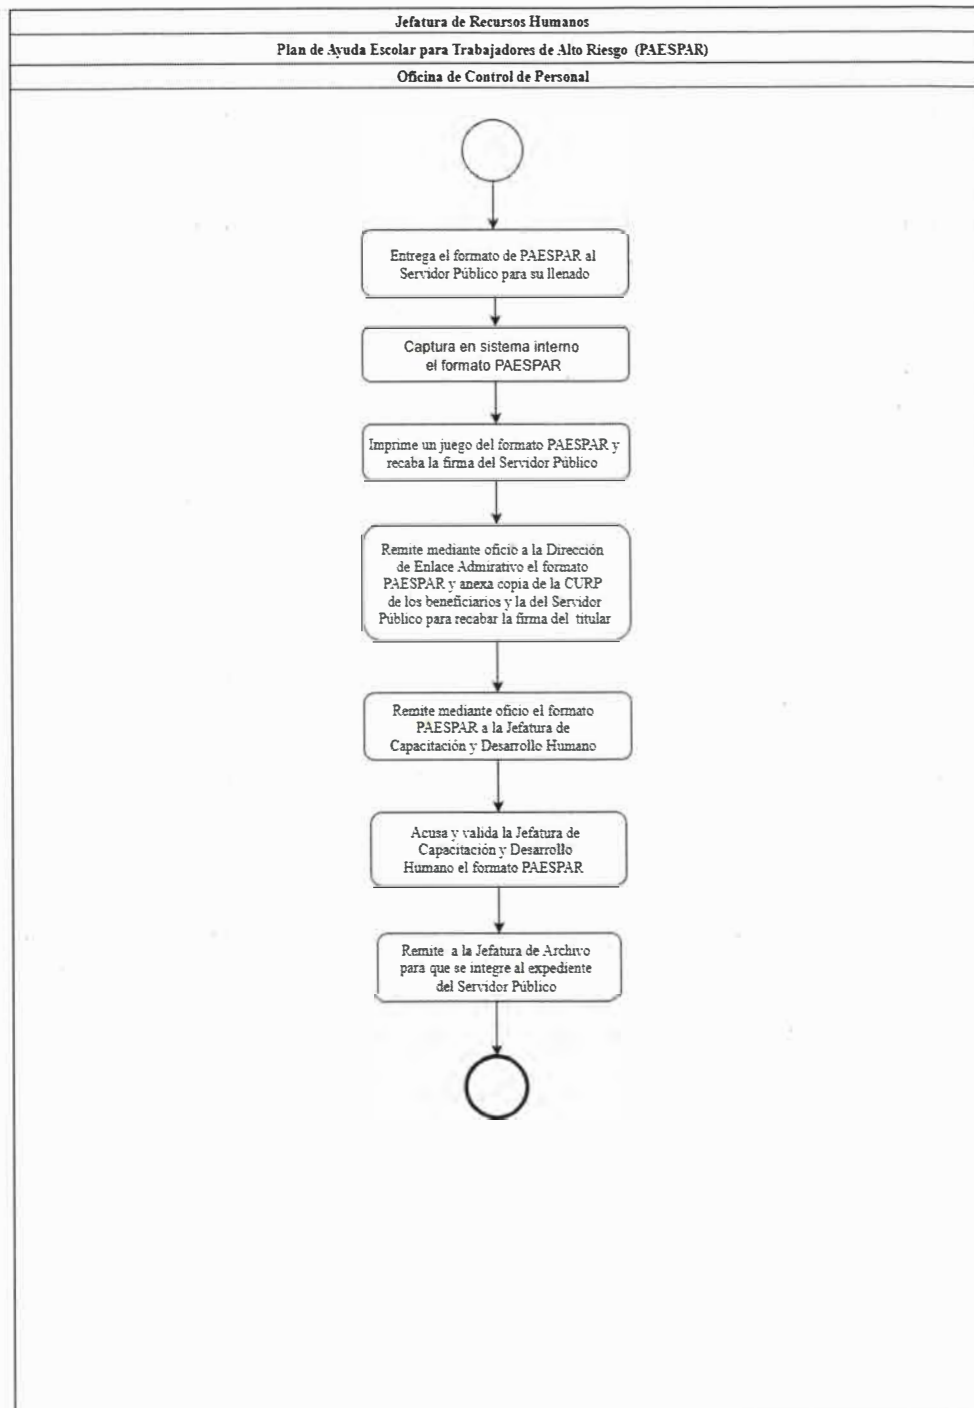 Jefatura de Recursos Humanos
Plan de Ayuda Escolar para Trabajadores de Alto Riesgo (PAESPAR)
Oficina de Control de Personal
Entrega el formato de PAESPAR al
Servidor Público para su llenado
Captura en sistema interno
el formato PAESPAR
Imprime un juego del formato PAESPAR y
recaba la firma del Servidor Público
Remite mediante oficio a la Dirección
de Enlace Admirativo el formato
PAESPAR y anexa copia de la CURP
de los beneficiarios y la del Servidor
Público para recabar la firma del titular
Remite mediante oficio el formato
PAESPAR a la Jefatura de
Capacitación y Desarrollo Humano
Acusa y valida la Jefatura de
Capacitación y Desarrollo
Humano el formato PAESPAR
Remite a la Jefatura de Archivo
para que se integre al expediente
del Servidor Público